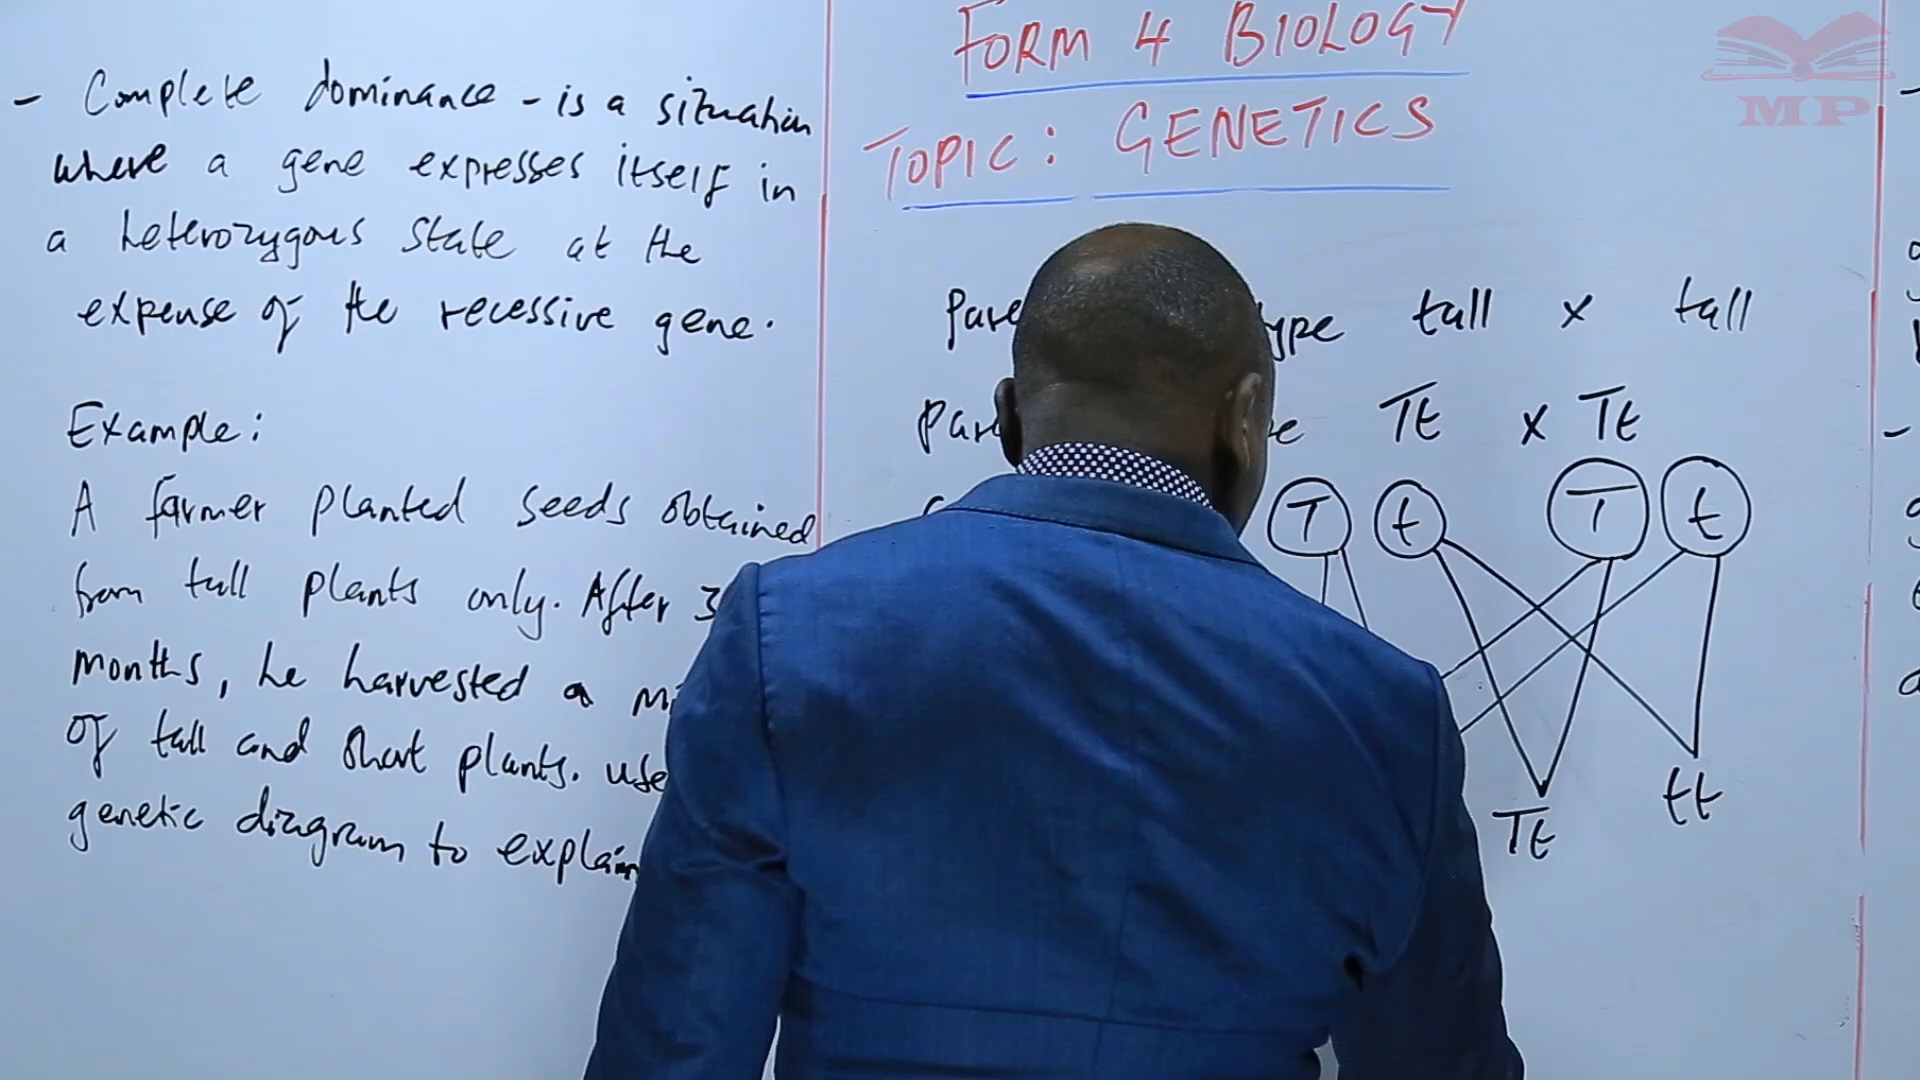 - Complete dominance - is a situation
where a gene expresses itself in
a heterozygous state at the
expense of the recessive gene.
Example:
A farmer planted seeds obtained
from tall plants only. After 3
months, he harvested a
of tall and short plants. use
genetic diagram to explain
FORM 4 BIOLOGY
TOPIC: GENETICS
tall x tall
Tt x Tt
T t T t
Tt tt
MP